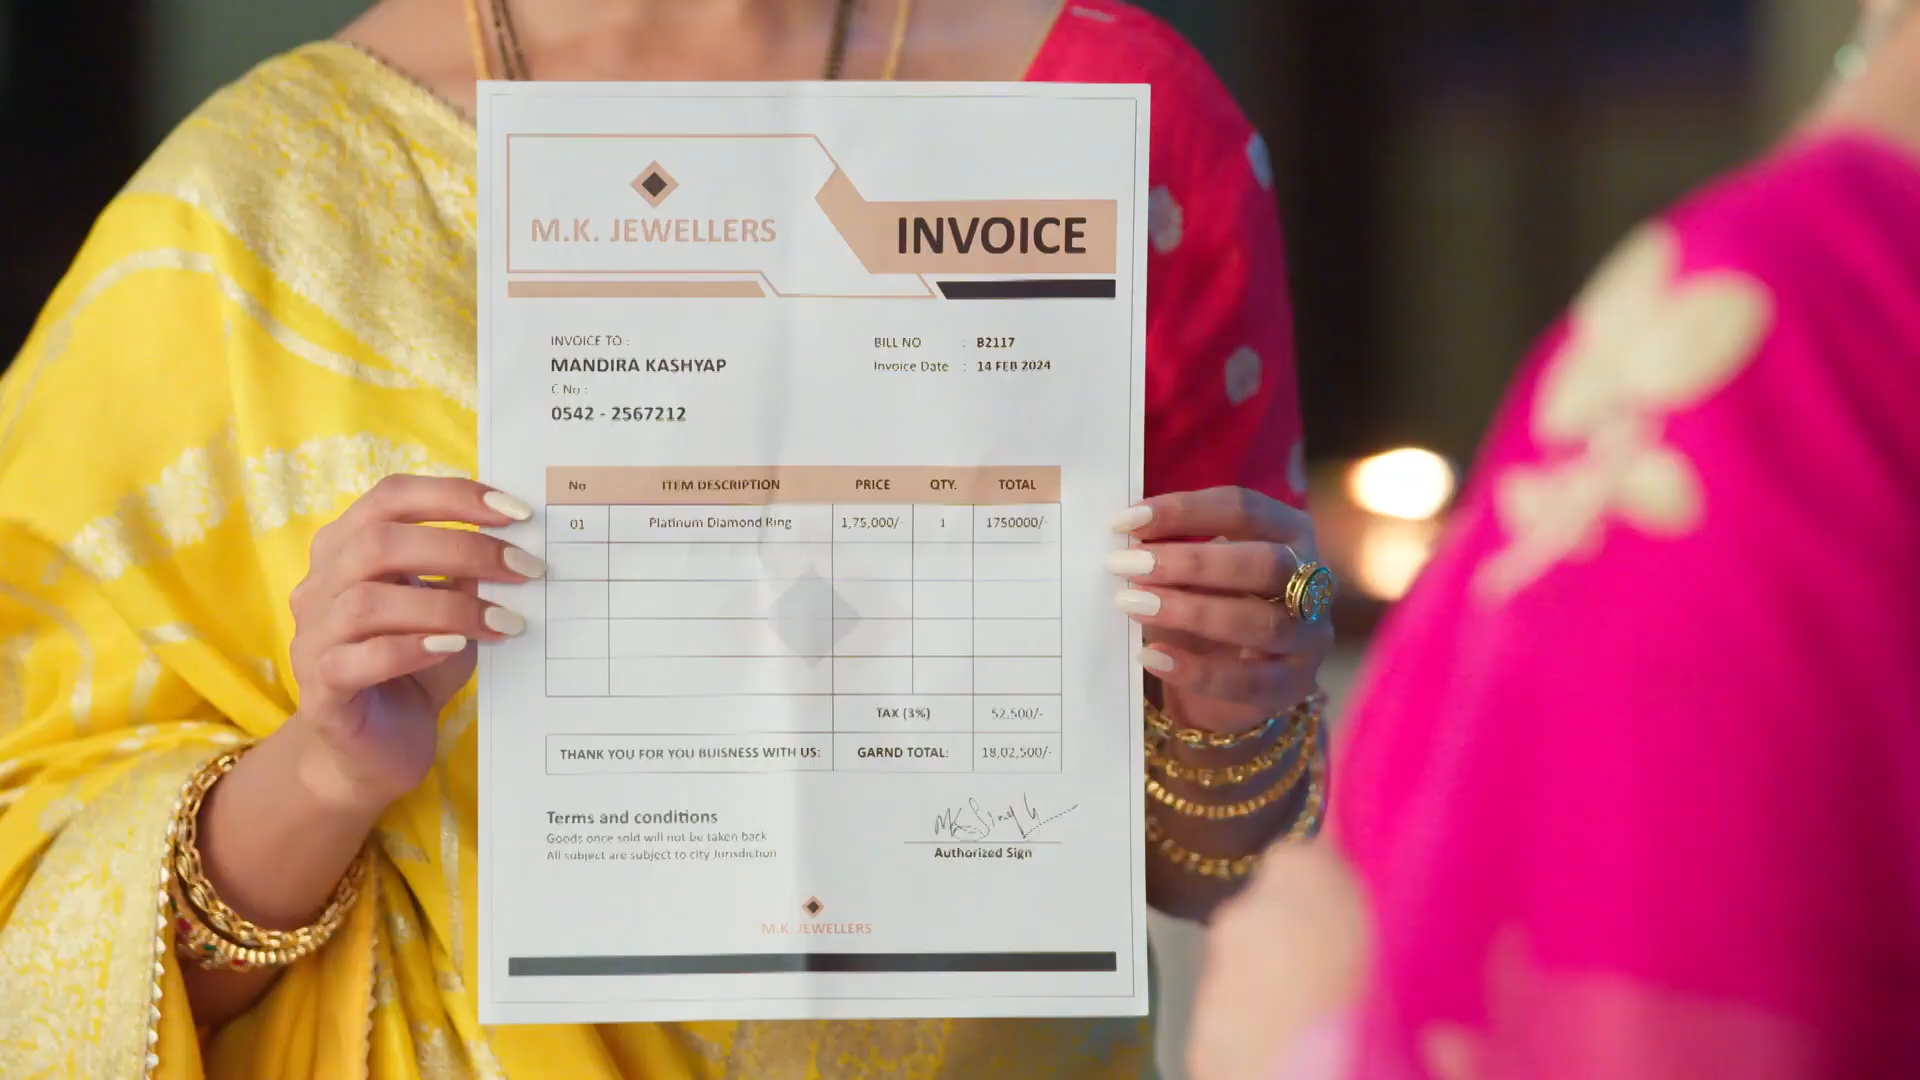 M.K. JEWELLERS
INVOICE
INVOICE TO :
MANDIRA KASHYAP
C No :
0542 - 2567212
BILL NO : B2117
Invoice Date : 14 FEB 2024
No ITEM DESCRIPTION PRICE QTY. TOTAL
01 Platinum Diamond Ring 1,75,000/- 1 1750000/-
TAX (3%) 52,500/-
THANK YOU FOR YOU BUISNESS WITH US: GARND TOTAL: 18,02,500/-
Terms and conditions
Goods once sold will not be taken back
All subject are subject to city Jurisdiction
Authorized Sign
M.K. JEWELLERS